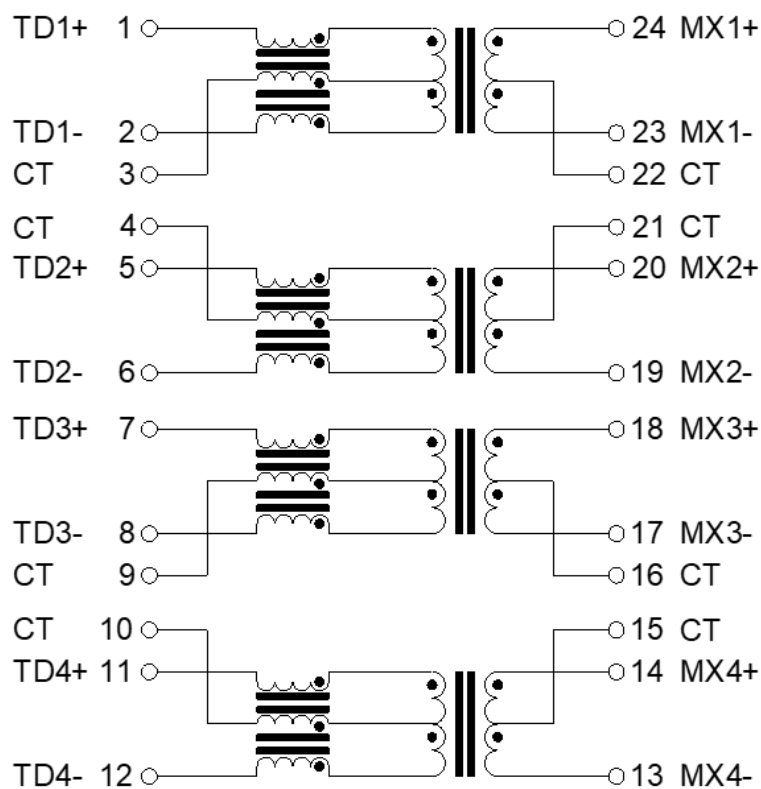 TD1+ 1 24 MX1+
TD1- 2 23 MX1-
CT 3 22 CT
CT 4 21 CT
TD2+ 5 20 MX2+
TD2- 6 19 MX2-
TD3+ 7 18 MX3+
TD3- 8 17 MX3-
CT 9 16 CT
CT 10 15 CT
TD4+ 11 14 MX4+
TD4- 12 13 MX4-